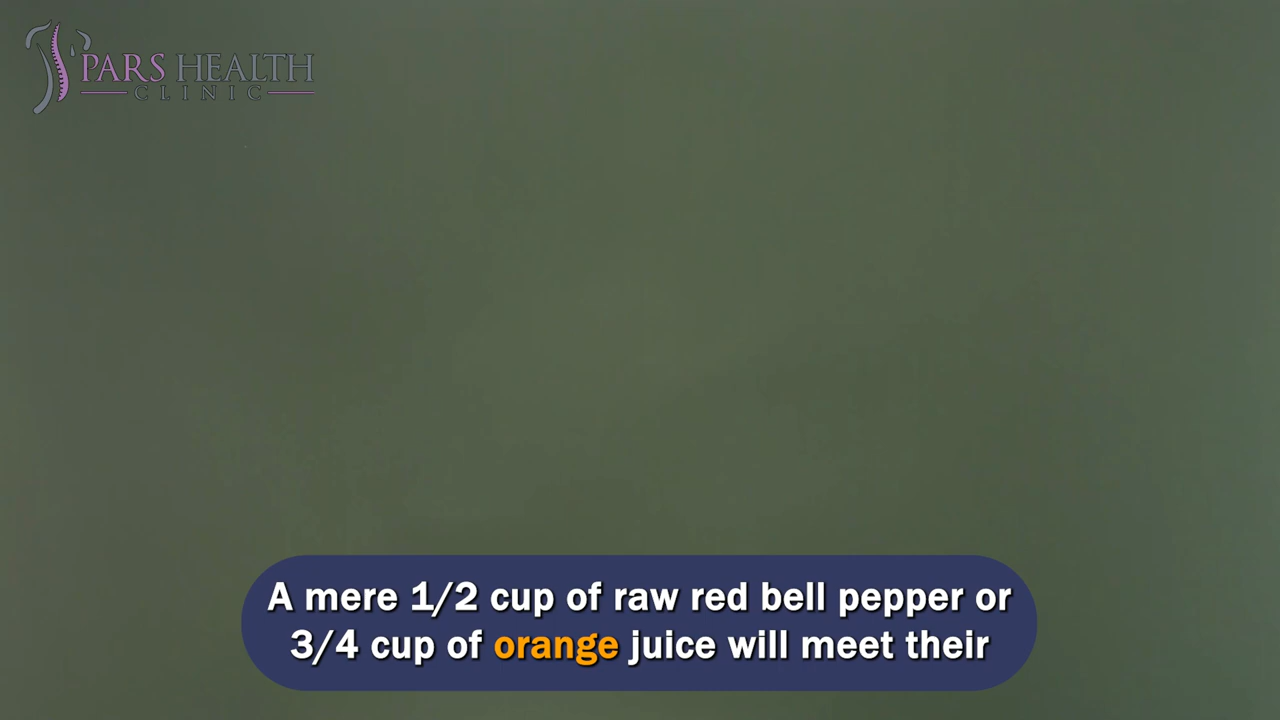 PARS HEALTH
CLINIC
A mere 1/2 cup of raw red bell pepper or
3/4 cup of orange juice will meet their